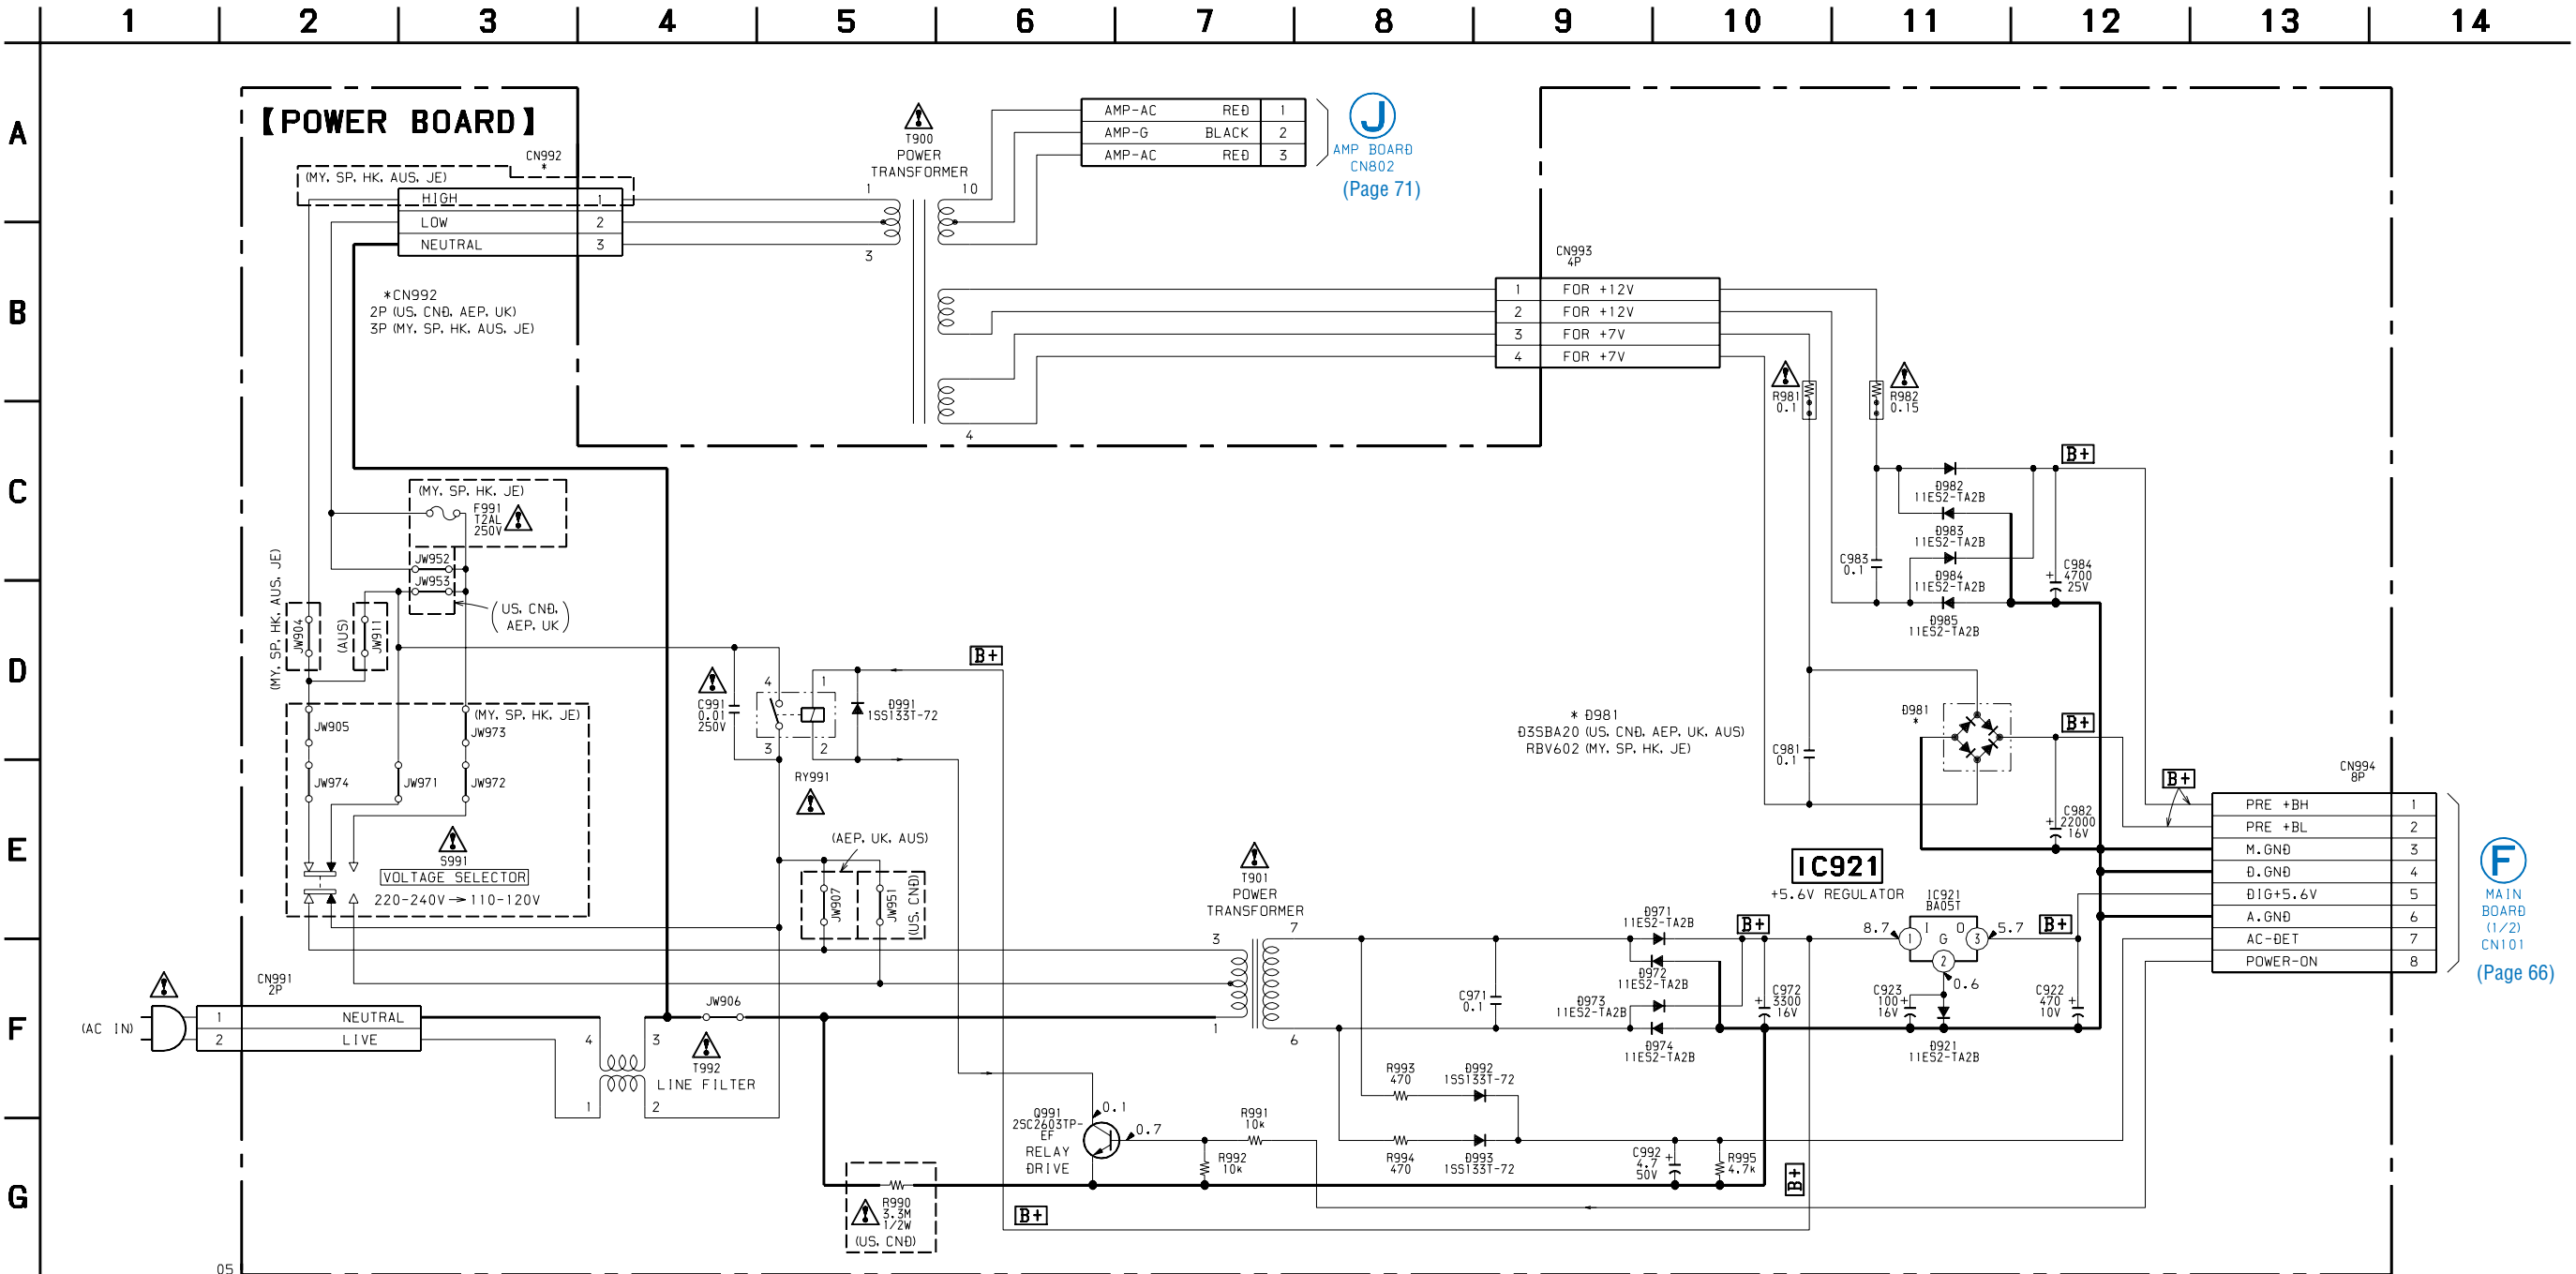 1 2 3 4 5 6 7 8 9 10 11 12 13 14
A
B
C
D
E
F
G
【POWER BOARD】
CN992
*
(MY, SP, HK, AUS, JE)
HIGH 1
LOW 2
NEUTRAL 3
*CN992
2P (US, CND, AEP, UK)
3P (MY, SP, HK, AUS, JE)
T900
POWER
TRANSFORMER
1 10
3
4
AMP-AC RED 1
AMP-G BLACK 2
AMP-AC RED 3
J
AMP BOARD
CN802
(Page 71)
CN993
4P
1 FOR +12V
2 FOR +12V
3 FOR +7V
4 FOR +7V
R981
0.1
R982
0.15
B+
D982
11ES2-TA2B
D983
11ES2-TA2B
D984
11ES2-TA2B
D985
11ES2-TA2B
C983
0.1
C984
+ 4700
25V
(MY, SP, HK, JE)
F991
T2AL
250V
JW952
JW953
(US, CND,
AEP, UK)
(MY, SP, HK, AUS, JE)
JW904
(AUS)
JW911
(MY, SP, HK, JE)
JW905
JW973
JW974
JW971
JW972
S991
VOLTAGE SELECTOR
220-240V → 110-120V
C991
0.01
250V
4 1
3 2
RY991
D991
1SS133T-72
B+
* D981
D3SBA20 (US, CND, AEP, UK, AUS)
RBV602 (MY, SP, HK, JE)
C981
0.1
D981
*
B+
C982
+ 22000
16V
B+
CN994
8P
PRE +BH 1
PRE +BL 2
M.GND 3
D.GND 4
DIG+5.6V 5
A.GND 6
AC-DET 7
POWER-ON 8
F
MAIN
BOARD
(1/2)
CN101
(Page 66)
(AEP, UK, AUS)
JW907
JW951
(US, CND)
T901
POWER
TRANSFORMER
3 7
1 6
IC921
+5.6V REGULATOR
IC921
BA05T
8.7 1 I O 3 5.7
G
2
0.6
B+
B+
D971
11ES2-TA2B
D972
11ES2-TA2B
D973
11ES2-TA2B
D974
11ES2-TA2B
C971
0.1
C972
+ 3300
16V
C923
100 +
16V
D921
11ES2-TA2B
C922
470 +
10V
(AC IN)
CN991
2P
1 NEUTRAL
2 LIVE
4 3
1 2
JW906
T992
LINE FILTER
R993
470
D992
1SS133T-72
R994
470
D993
1SS133T-72
Q991
2SC2603TP-
EF
RELAY
DRIVE
0.1
0.7
R991
10k
R992
10k
C992
4.7 +
50V
R995
4.7k
B+
R990
3.3M
1/2W
(US, CND)
B+
05